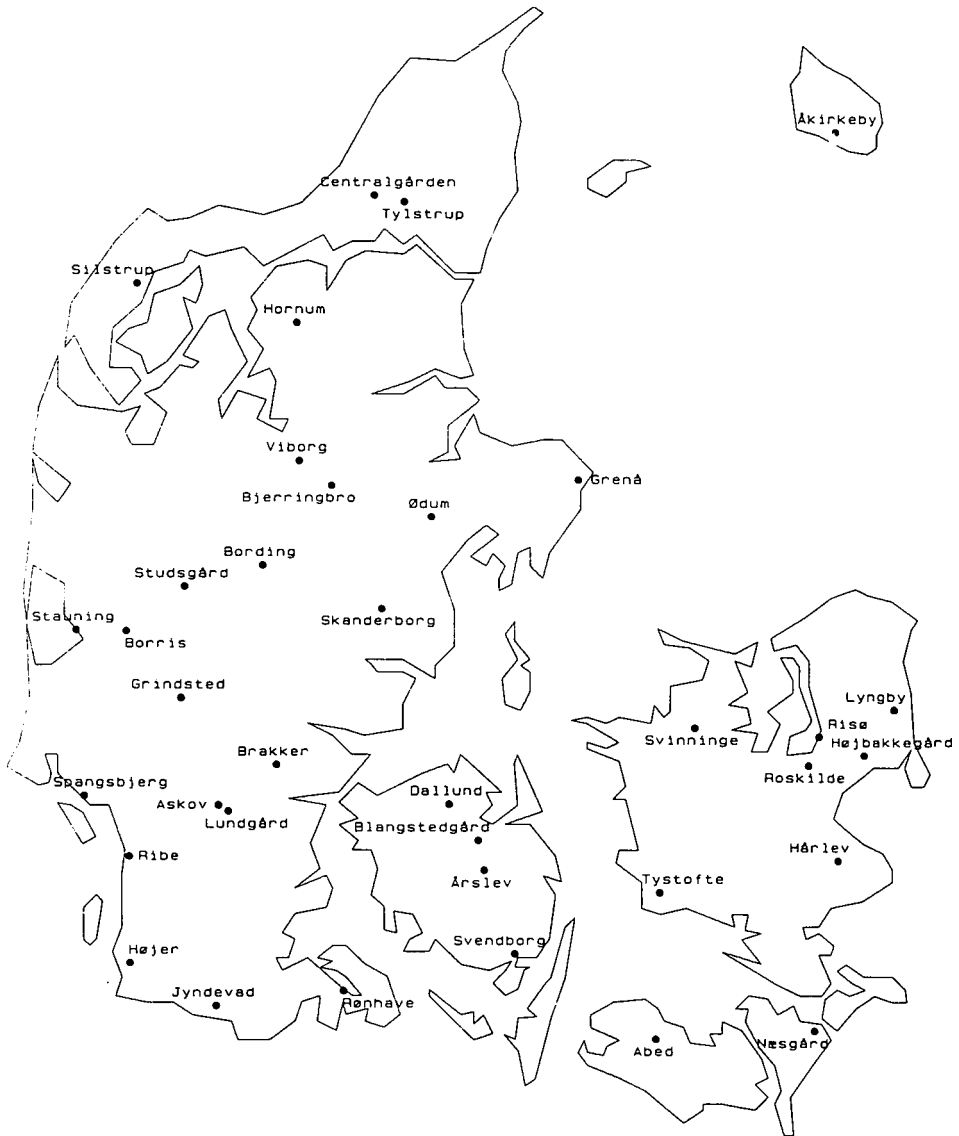 Åkirkeby
Centralgården
Tylstrup
Silstrup
Hornum
Viborg
Bjerringbro
Grenå
Ødum
Bording
Studsgård
Stauning
Borris
Skanderborg
Grindsted
Lyngby
Risø
Svinninge
Højbakkegård
Brakker
Roskilde
Spangsbjerg
Askov
Lundgård
Dallund
Blangstedgård
Ribe
Hårlev
Årslev
Tystofte
Højer
Svendborg
Jyndevad
Rønhave
Abed
Næsgård